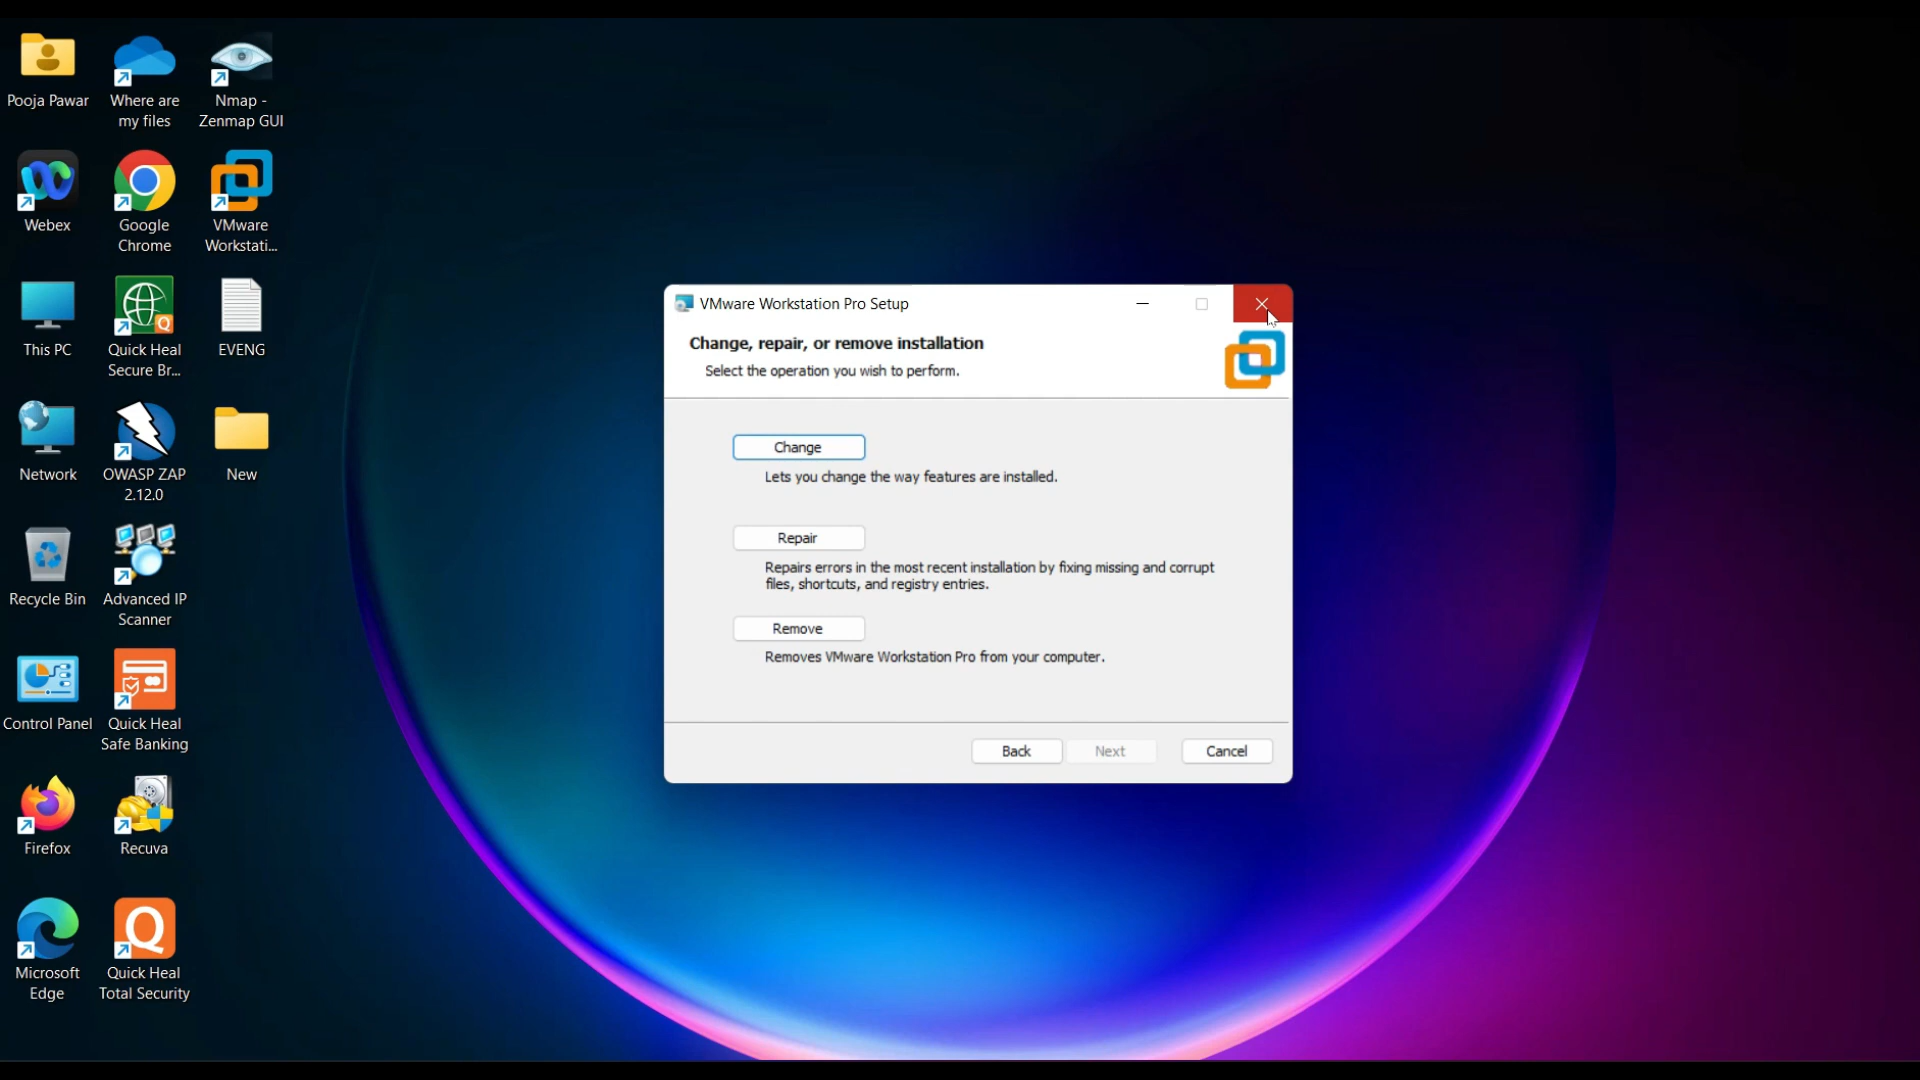 Pooja Pawar
Where are
my files
Nmap -
Zenmap GUI
Webex
Google
Chrome
VMware
Workstati...
This PC
Quick Heal
Secure Br...
EVENG
Network
OWASP ZAP
2.12.0
New
Recycle Bin
Advanced IP
Scanner
Control Panel
Quick Heal
Safe Banking
Firefox
Recuva
Microsoft
Edge
Quick Heal
Total Security
VMware Workstation Pro Setup
Change, repair, or remove installation
Select the operation you wish to perform.
Change
Lets you change the way features are installed.
Repair
Repairs errors in the most recent installation by fixing missing and corrupt
files, shortcuts, and registry entries.
Remove
Removes VMware Workstation Pro from your computer.
Back
Next
Cancel